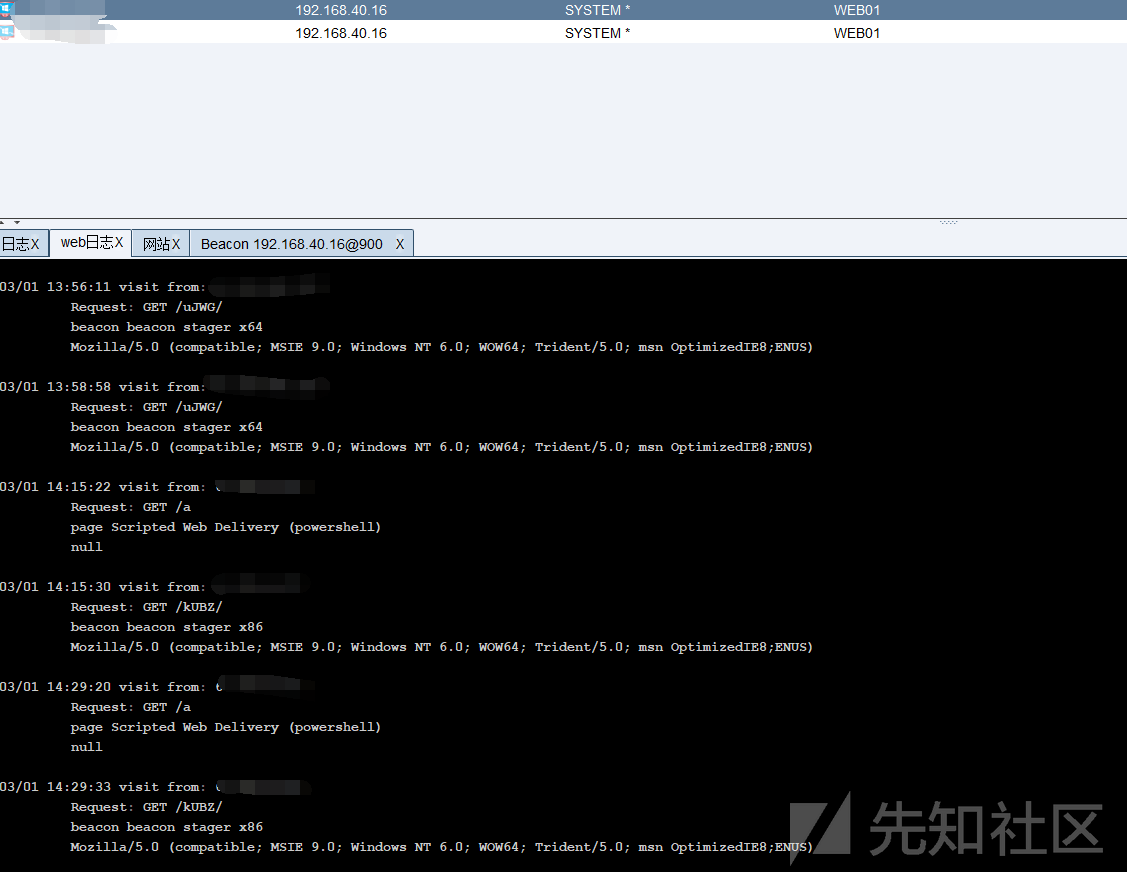 192.168.40.16 SYSTEM * WEB01
192.168.40.16 SYSTEM * WEB01
日志X web日志X 网站X Beacon 192.168.40.16@900 X
03/01 13:56:11 visit from:
Request: GET /uJWG/
beacon beacon stager x64
Mozilla/5.0 (compatible; MSIE 9.0; Windows NT 6.0; WOW64; Trident/5.0; msn OptimizedIE8;ENUS)
03/01 13:58:58 visit from:
Request: GET /uJWG/
beacon beacon stager x64
Mozilla/5.0 (compatible; MSIE 9.0; Windows NT 6.0; WOW64; Trident/5.0; msn OptimizedIE8;ENUS)
03/01 14:15:22 visit from:
Request: GET /a
page Scripted Web Delivery (powershell)
null
03/01 14:15:30 visit from:
Request: GET /kUBZ/
beacon beacon stager x86
Mozilla/5.0 (compatible; MSIE 9.0; Windows NT 6.0; WOW64; Trident/5.0; msn OptimizedIE8;ENUS)
03/01 14:29:20 visit from:
Request: GET /a
page Scripted Web Delivery (powershell)
null
03/01 14:29:33 visit from:
Request: GET /kUBZ/
beacon beacon stager x86
Mozilla/5.0 (compatible; MSIE 9.0; Windows NT 6.0; WOW64; Trident/5.0; msn OptimizedIE8;ENUS)
先知社区